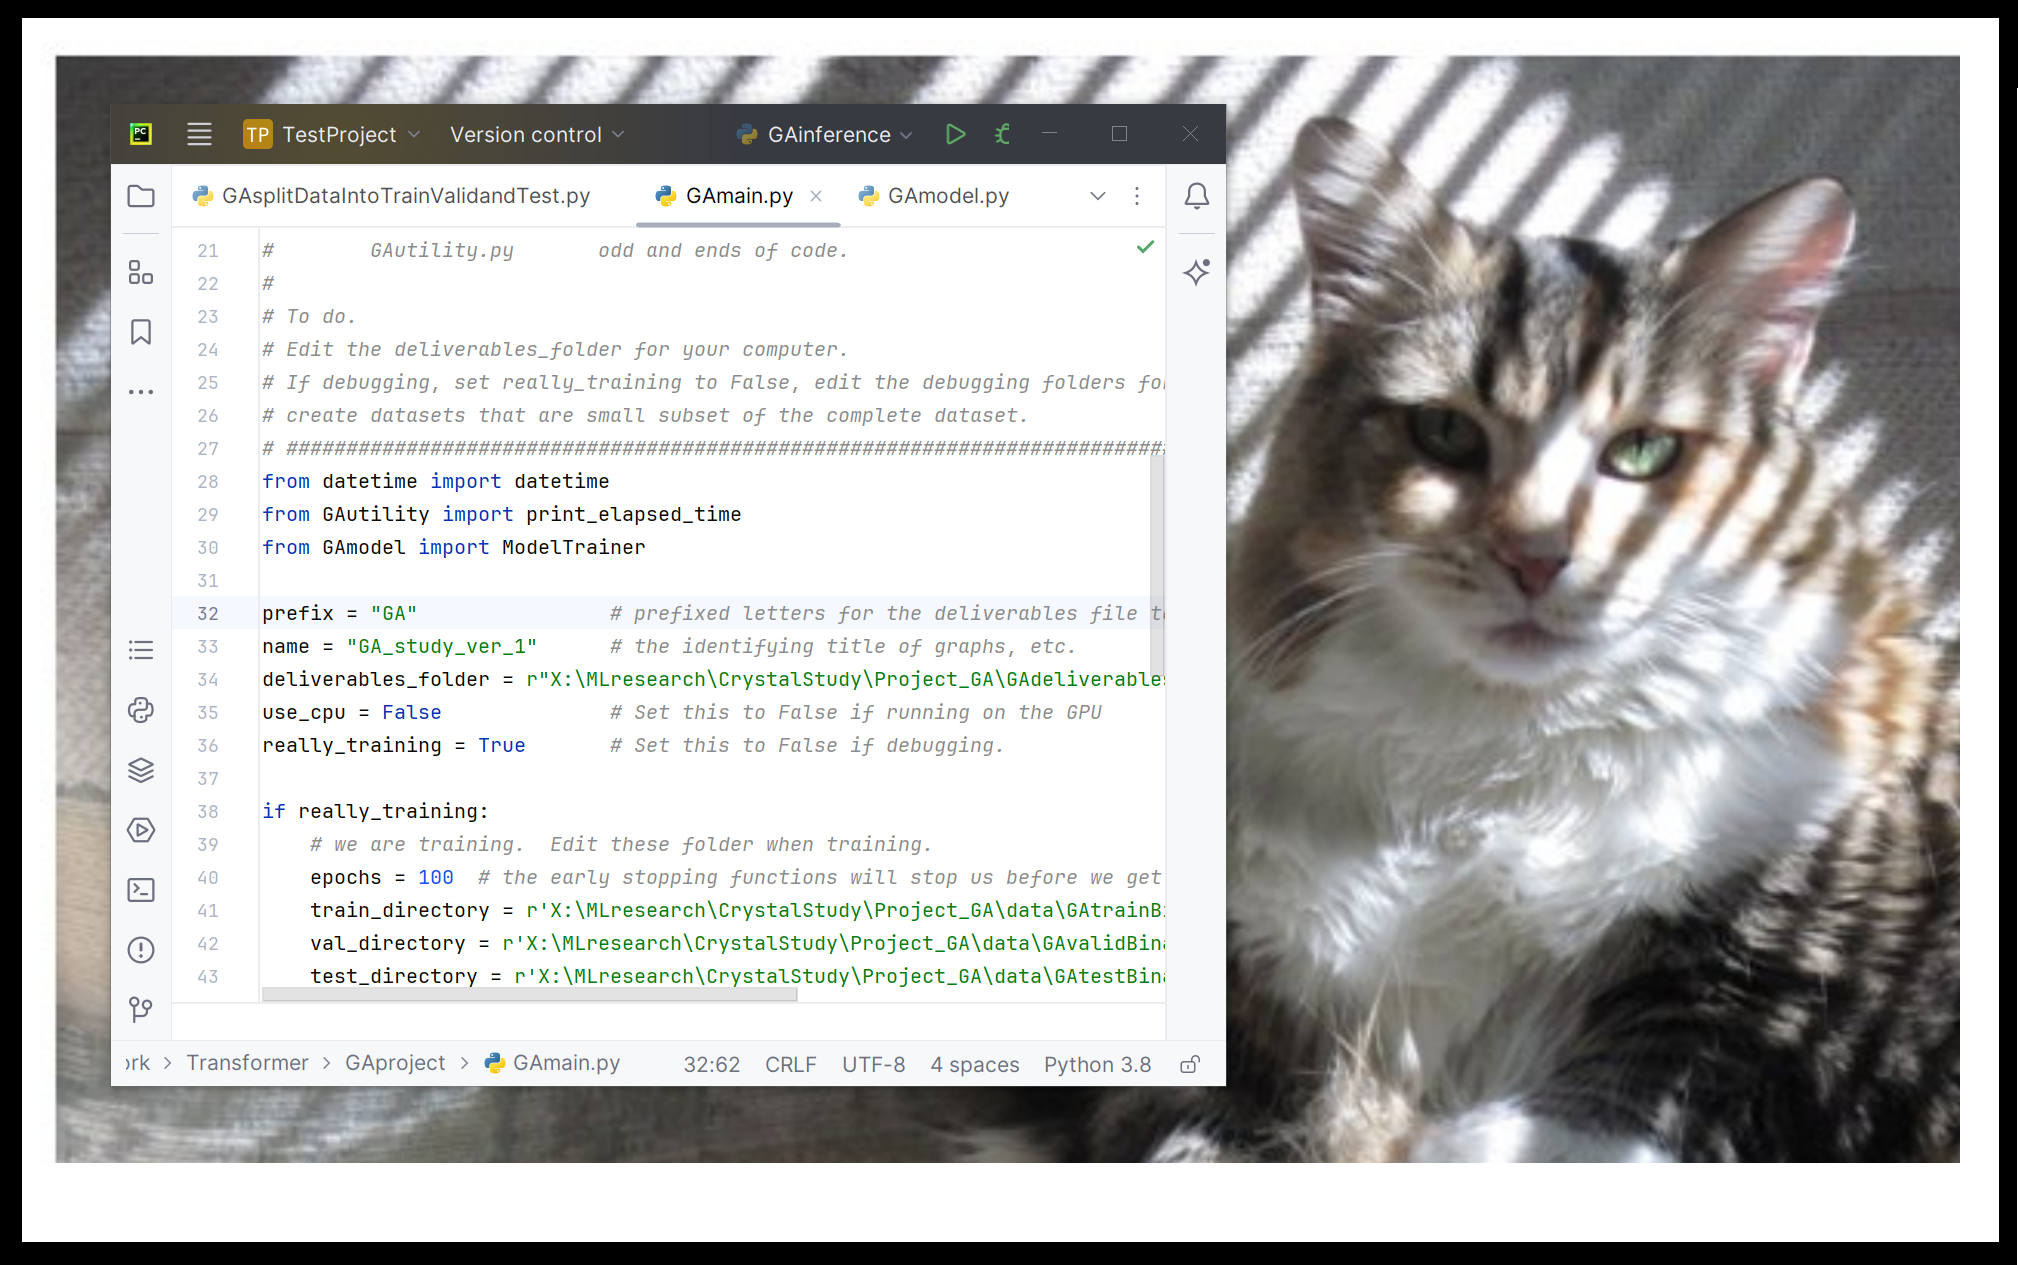 PC
TP TestProject Version control GAinference
GAsplitDataIntoTrainValidandTest.py GAmain.py GAmodel.py
21 #        GAutility.py       odd and ends of code.
22 #
23 # To do.
24 # Edit the deliverables_folder for your computer.
25 # If debugging, set really_training to False, edit the debugging folders for
26 # create datasets that are small subset of the complete dataset.
27 # #########################################################################
28 from datetime import datetime
29 from GAutility import print_elapsed_time
30 from GAmodel import ModelTrainer
31
32 prefix = "GA"                # prefixed letters for the deliverables file
33 name = "GA_study_ver_1"      # the identifying title of graphs, etc.
34 deliverables_folder = r"X:\MLresearch\CrystalStudy\Project_GA\GAdeliverables
35 use_cpu = False              # Set this to False if running on the GPU
36 really_training = True       # Set this to False if debugging.
37
38 if really_training:
39     # we are training.  Edit these folder when training.
40     epochs = 100  # the early stopping functions will stop us before we get
41     train_directory = r'X:\MLresearch\CrystalStudy\Project_GA\data\GAtrainBi
42     val_directory = r'X:\MLresearch\CrystalStudy\Project_GA\data\GAvalidBina
43     test_directory = r'X:\MLresearch\CrystalStudy\Project_GA\data\GAtestBina
ork > Transformer > GAproject > GAmain.py 32:62 CRLF UTF-8 4 spaces Python 3.8